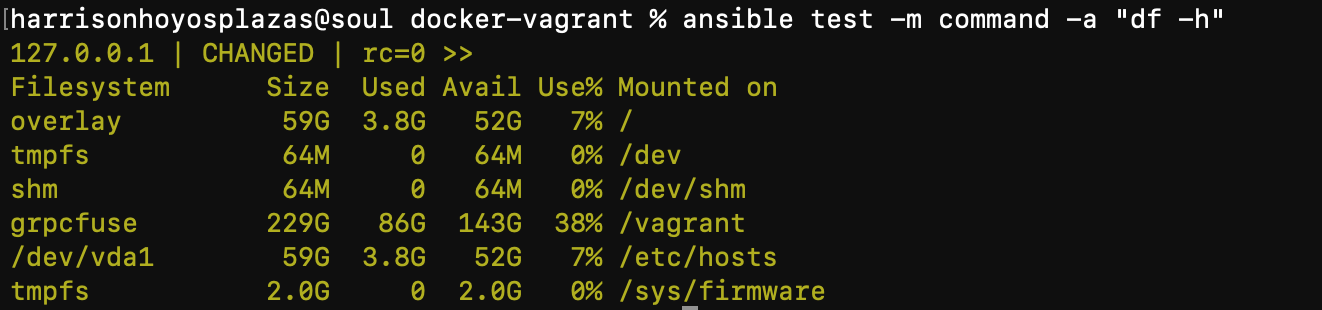 [harrisonhoyosplazas@soul docker-vagrant % ansible test -m command -a "df -h"
127.0.0.1 | CHANGED | rc=0 >>
Filesystem      Size  Used Avail Use% Mounted on
overlay          59G  3.8G   52G   7% /
tmpfs            64M     0   64M   0% /dev
shm              64M     0   64M   0% /dev/shm
grpcfuse        229G   86G  143G  38% /vagrant
/dev/vda1        59G  3.8G   52G   7% /etc/hosts
tmpfs           2.0G     0  2.0G   0% /sys/firmware